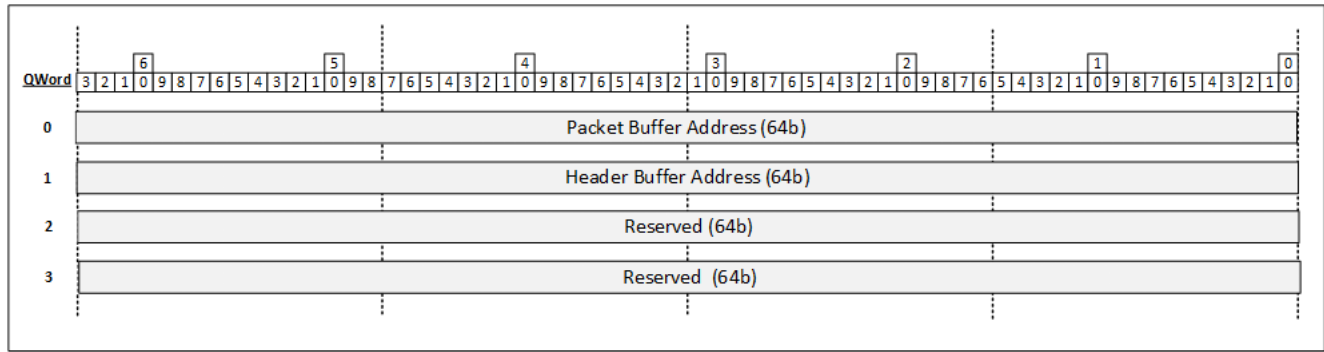 6 5 4 3 2 1 0
QWord 3 2 1 0 9 8 7 6 5 4 3 2 1 0 9 8 7 6 5 4 3 2 1 0 9 8 7 6 5 4 3 2 1 0 9 8 7 6 5 4 3 2 1 0 9 8 7 6 5 4 3 2 1 0 9 8 7 6 5 4 3 2 1 0
0 Packet Buffer Address (64b)
1 Header Buffer Address (64b)
2 Reserved (64b)
3 Reserved (64b)